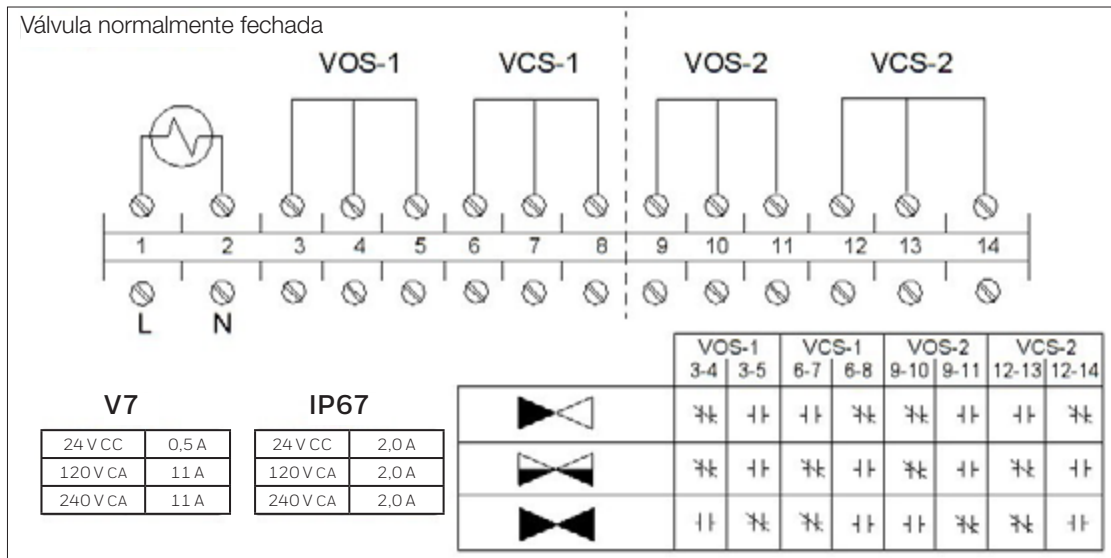 Válvula normalmente fechada
VOS-1 VCS-1 VOS-2 VCS-2
1 2 3 4 5 6 7 8 9 10 11 12 13 14
L N
V7
24 V CC 0,5 A
120 V CA 11 A
240 V CA 11 A
IP67
24 V CC 2,0 A
120 V CA 2,0 A
240 V CA 2,0 A
VOS-1 VCS-1 VOS-2 VCS-2
3-4 3-5 6-7 6-8 9-10 9-11 12-13 12-14